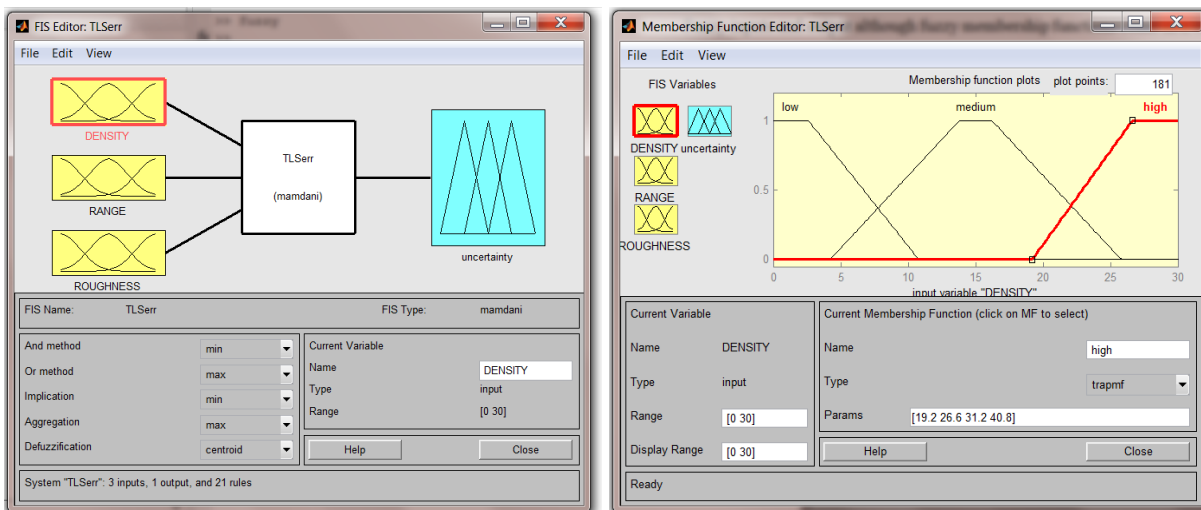 FIS Editor: TLSerr
File Edit View
DENSITY
RANGE
ROUGHNESS
TLSerr
(mamdani)
uncertainty
FIS Name: TLSerr FIS Type: mamdani
And method min
Or method max
Implication min
Aggregation max
Defuzzification centroid
Current Variable
Name DENSITY
Type input
Range [0 30]
Help Close
System "TLSerr": 3 inputs, 1 output, and 21 rules
Membership Function Editor: TLSerr
although fuzzy membership
File Edit View
FIS Variables
DENSITY uncertainty
RANGE
ROUGHNESS
Membership function plots plot points: 181
low medium high
1
0.5
0
0 5 10 15 20 25 30
input variable "DENSITY"
Current Variable
Name DENSITY
Type input
Range [0 30]
Display Range [0 30]
Current Membership Function (click on MF to select)
Name high
Type trapmf
Params [19.2 26.6 31.2 40.8]
Help Close
Ready